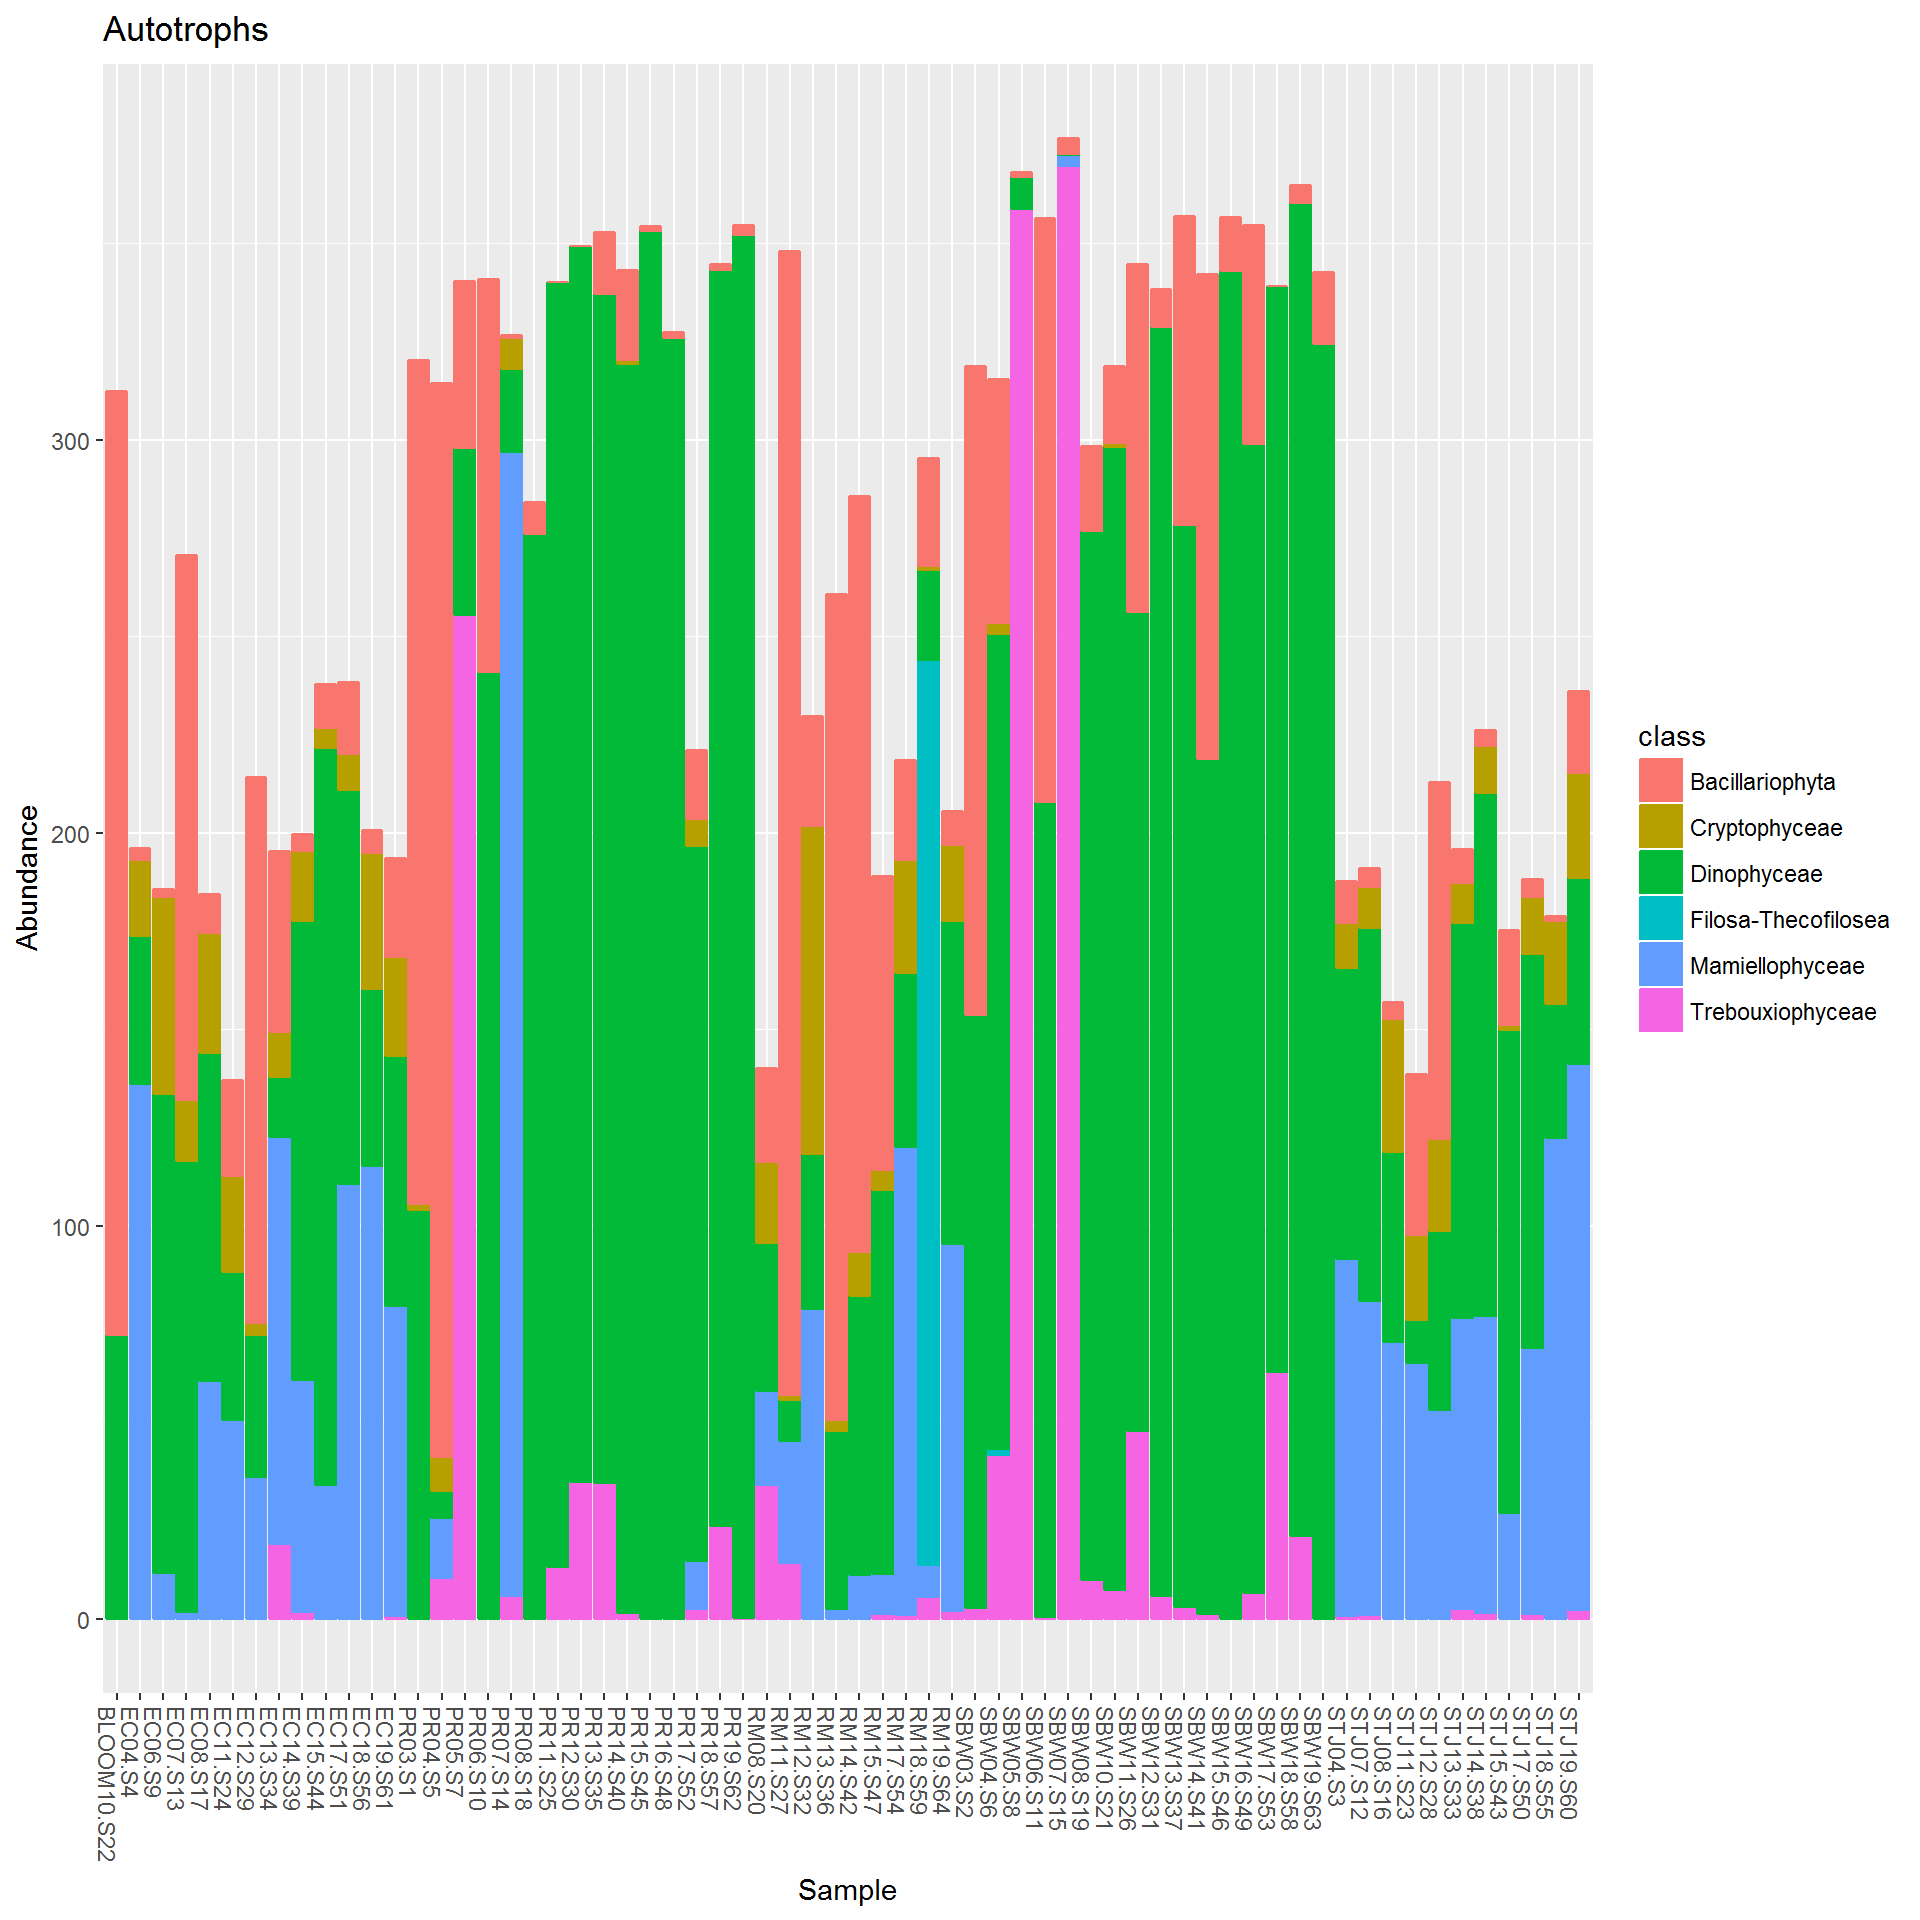 Autotrophs
Abundance
300
200
100
0
BLOOM10.S22
EC04.S4
EC06.S9
EC07.S13
EC08.S17
EC11.S24
EC12.S29
EC13.S34
EC14.S39
EC15.S44
EC17.S51
EC18.S56
EC19.S61
PR03.S1
PR04.S5
PR05.S7
PR06.S10
PR07.S14
PR08.S18
PR11.S25
PR12.S30
PR13.S35
PR14.S40
PR15.S45
PR16.S48
PR17.S52
PR18.S57
PR19.S62
RM08.S20
RM11.S27
RM12.S32
RM13.S36
RM14.S42
RM15.S47
RM17.S54
RM18.S59
RM19.S64
SBW03.S2
SBW04.S6
SBW05.S8
SBW06.S11
SBW07.S15
SBW08.S19
SBW10.S21
SBW11.S26
SBW12.S31
SBW13.S37
SBW14.S41
SBW15.S46
SBW16.S49
SBW17.S53
SBW18.S58
SBW19.S63
STJ04.S3
STJ07.S12
STJ08.S16
STJ11.S23
STJ12.S28
STJ13.S33
STJ14.S38
STJ15.S43
STJ17.S50
STJ18.S55
STJ19.S60
Sample
class
Bacillariophyta
Cryptophyceae
Dinophyceae
Filosa-Thecofilosea
Mamiellophyceae
Trebouxiophyceae